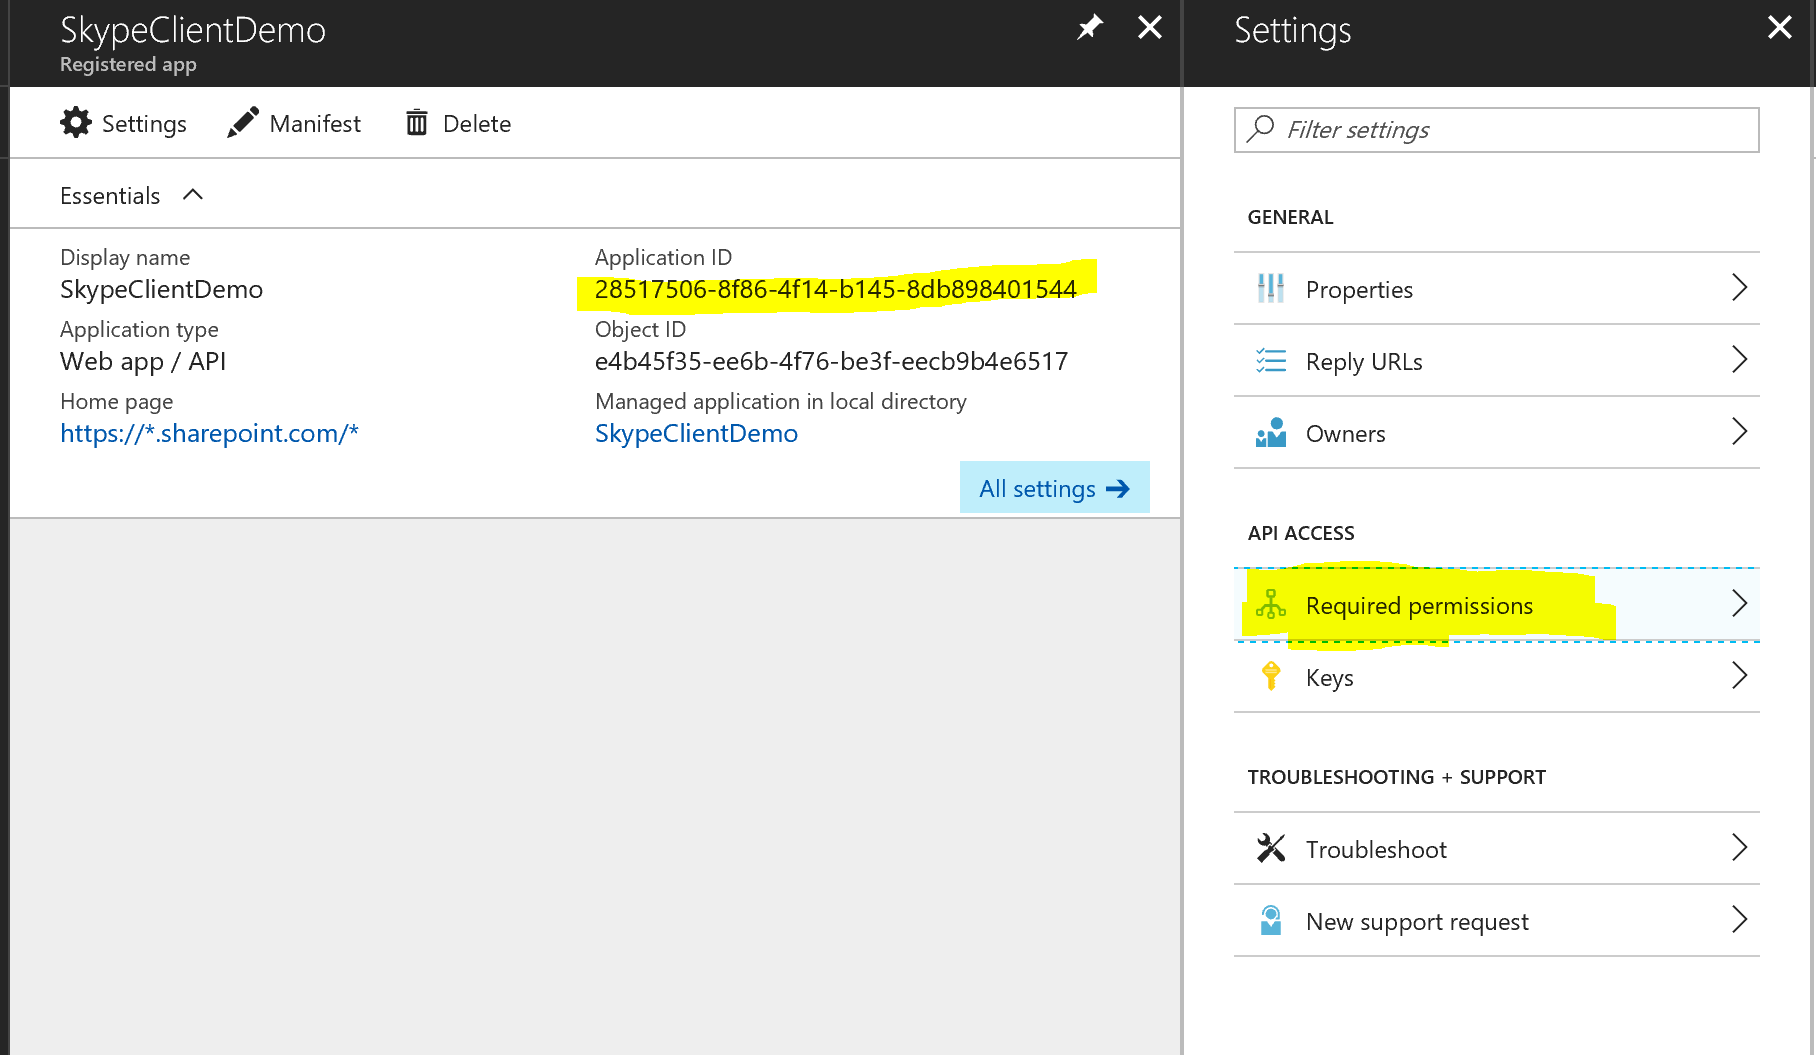 SkypeClientDemo
Registered app
Settings
Manifest
Delete
Essentials
Display name
SkypeClientDemo
Application type
Web app / API
Home page
https://*.sharepoint.com/*
Application ID
28517506-8f86-4f14-b145-8db898401544
Object ID
e4b45f35-ee6b-4f76-be3f-eecb9b4e6517
Managed application in local directory
SkypeClientDemo
All settings
Settings
Filter settings
GENERAL
Properties
Reply URLs
Owners
API ACCESS
Required permissions
Keys
TROUBLESHOOTING + SUPPORT
Troubleshoot
New support request